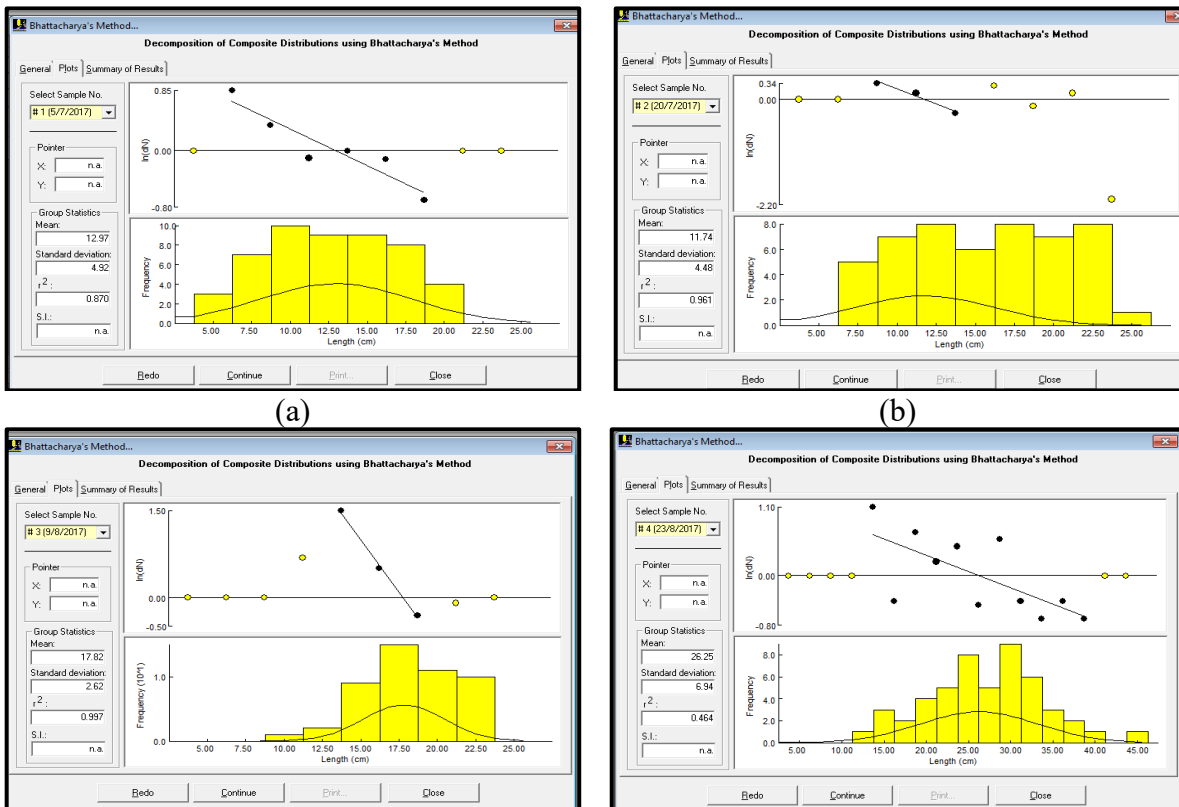 Bhattacharya's Method...
Decomposition of Composite Distributions using Bhattacharya's Method
General Plots Summary of Results
Select Sample No.
# 1 (5/7/2017)
Pointer
X: n.a.
Y: n.a.
Group Statistics
Mean:
12.97
Standard deviation:
4.92
r² :
0.870
S.I.:
n.a.
0.85
0.00
-0.80
ln(dN)
10.0
8.0
6.0
4.0
2.0
0.0
Frequency
5.00 7.50 10.00 12.50 15.00 17.50 20.00 22.50 25.00
Length (cm)
Redo Continue Print... Close
(a)
Bhattacharya's Method...
Decomposition of Composite Distributions using Bhattacharya's Method
General Plots Summary of Results
Select Sample No.
# 2 (20/7/2017)
Pointer
X: n.a.
Y: n.a.
Group Statistics
Mean:
11.74
Standard deviation:
4.48
r² :
0.961
S.I.:
n.a.
0.34
0.00
-2.20
ln(dN)
8.0
6.0
4.0
2.0
0.0
Frequency
5.00 7.50 10.00 12.50 15.00 17.50 20.00 22.50 25.00
Length (cm)
Redo Continue Print... Close
(b)
Bhattacharya's Method...
Decomposition of Composite Distributions using Bhattacharya's Method
General Plots Summary of Results
Select Sample No.
# 3 (9/8/2017)
Pointer
X: n.a.
Y: n.a.
Group Statistics
Mean:
17.82
Standard deviation:
2.62
r² :
0.997
S.I.:
n.a.
1.50
0.00
-0.50
ln(dN)
1.0
0.0
Frequency (10^1)
5.00 7.50 10.00 12.50 15.00 17.50 20.00 22.50 25.00
Length (cm)
Redo Continue Print... Close
Bhattacharya's Method...
Decomposition of Composite Distributions using Bhattacharya's Method
General Plots Summary of Results
Select Sample No.
# 4 (23/8/2017)
Pointer
X: n.a.
Y: n.a.
Group Statistics
Mean:
26.25
Standard deviation:
6.94
r² :
0.464
S.I.:
n.a.
1.10
0.00
-0.80
ln(dN)
8.0
6.0
4.0
2.0
0.0
Frequency
5.00 10.00 15.00 20.00 25.00 30.00 35.00 40.00 45.00
Length (cm)
Redo Continue Print... Close